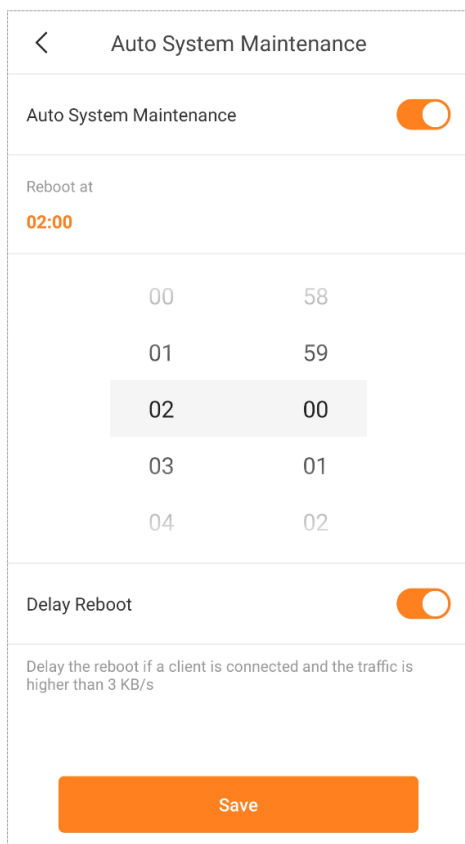 Auto System Maintenance
Auto System Maintenance
Reboot at
02:00
00 58
01 59
02 00
03 01
04 02
Delay Reboot
Delay the reboot if a client is connected and the traffic is
higher than 3 KB/s
Save